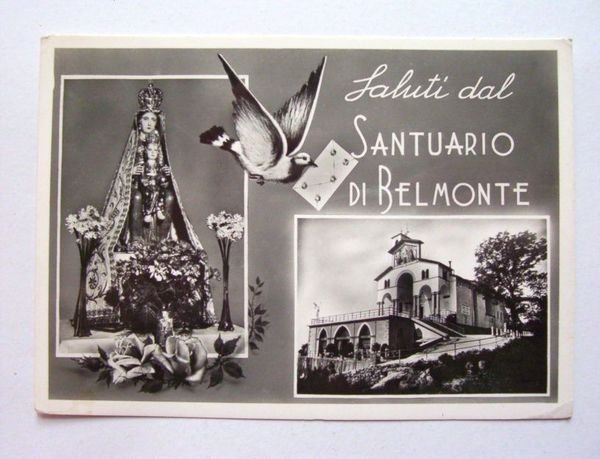 Saluti dal
SANTUARIO
DI BELMONTE